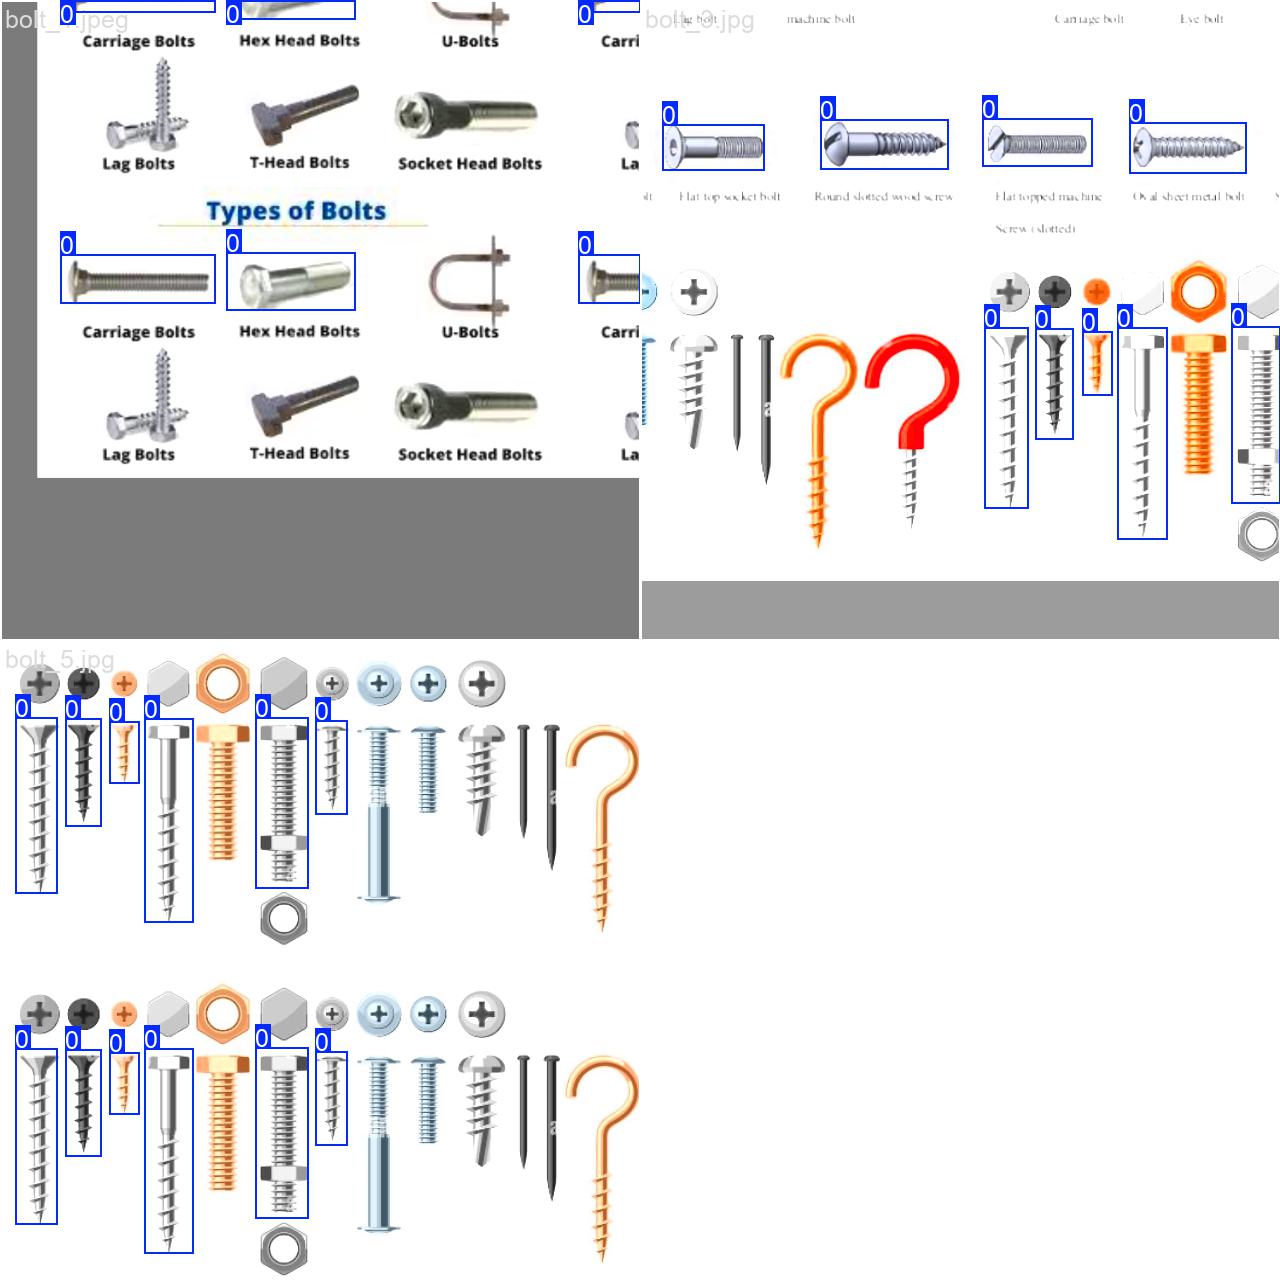 bolt_ .jpeg
0
0
0
Carriage Bolts
Hex Head Bolts
U-Bolts
Carri
Lag Bolts
T-Head Bolts
Socket Head Bolts
La
Types of Bolts
0
0
0
Carriage Bolts
Hex Head Bolts
U-Bolts
Carri
Lag Bolts
T-Head Bolts
Socket Head Bolts
La
bolt_3.jpg
bolt
machine bolt
Carriage bolt
Eye bolt
0
0
0
0
Flat top socket bolt
Round slotted wood screw
Flat topped machine
Oval sheet metal bolt
Screw (slotted)
0
0
0
0
0
a
bolt_5.jpg
0
0
0
0
0
0
a
0
0
0
0
0
0
a